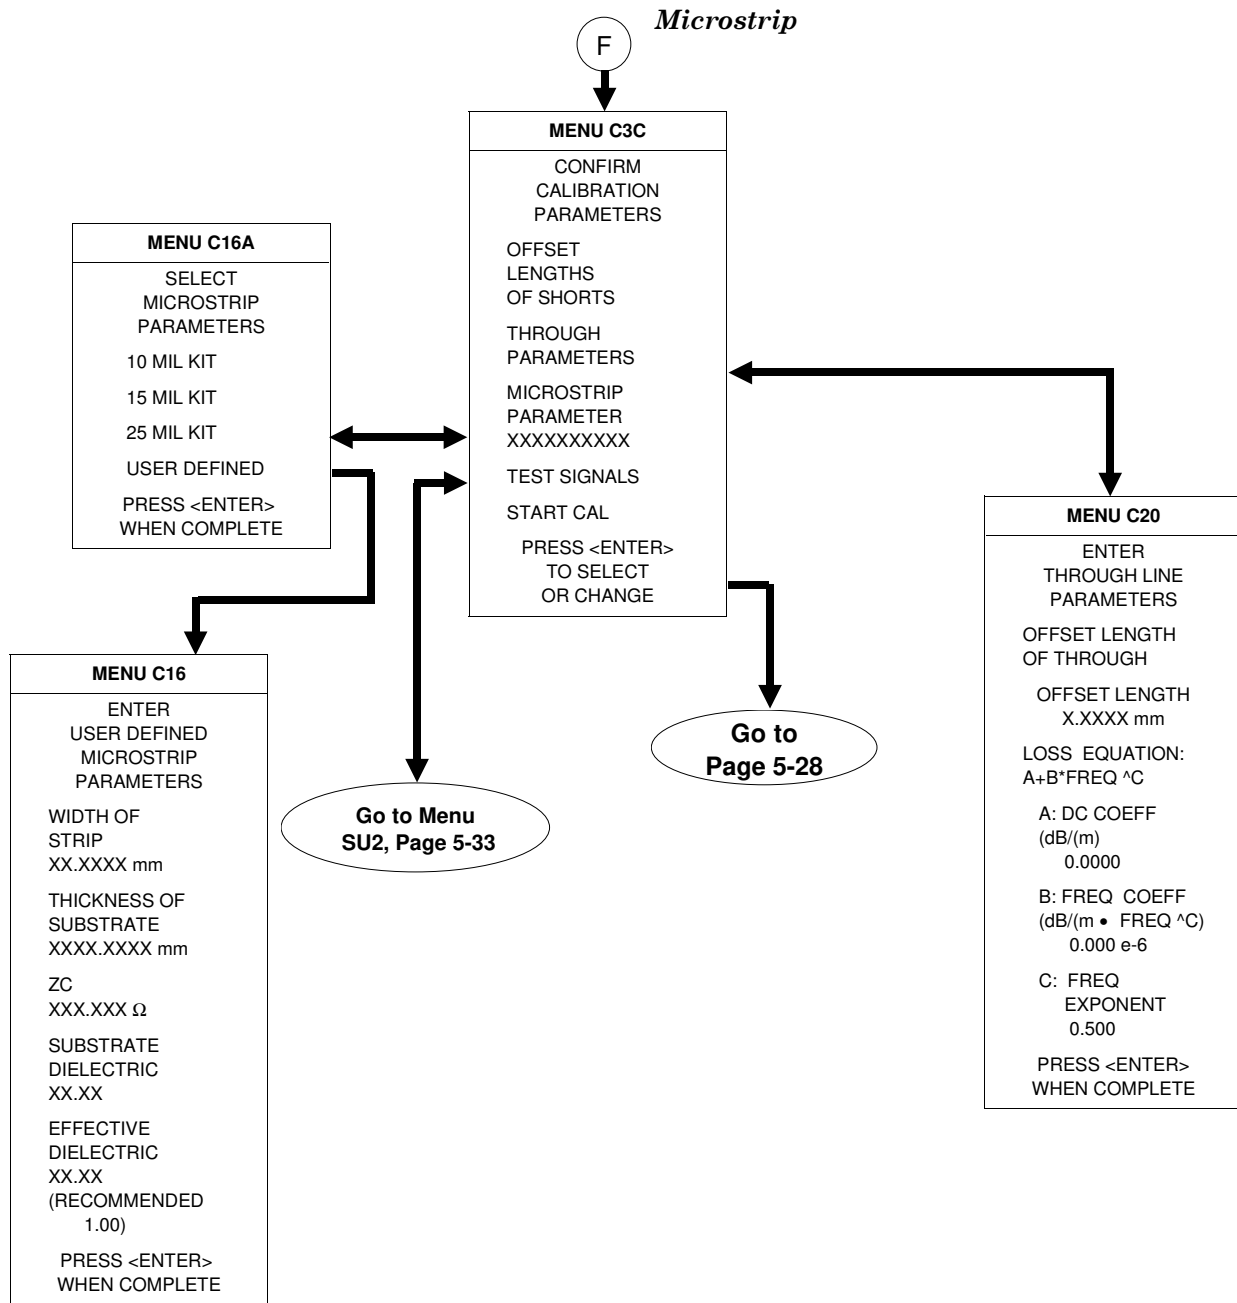 Microstrip
F
MENU C3C
CONFIRM
CALIBRATION
PARAMETERS
OFFSET
LENGTHS
OF SHORTS
THROUGH
PARAMETERS
MICROSTRIP
PARAMETER
XXXXXXXXXX
TEST SIGNALS
START CAL
PRESS <ENTER>
TO SELECT
OR CHANGE
MENU C16A
SELECT
MICROSTRIP
PARAMETERS
10 MIL KIT
15 MIL KIT
25 MIL KIT
USER DEFINED
PRESS <ENTER>
WHEN COMPLETE
MENU C16
ENTER
USER DEFINED
MICROSTRIP
PARAMETERS
WIDTH OF
STRIP
XX.XXXX mm
THICKNESS OF
SUBSTRATE
XXXX.XXXX mm
ZC
XXX.XXX Ω
SUBSTRATE
DIELECTRIC
XX.XX
EFFECTIVE
DIELECTRIC
XX.XX
(RECOMMENDED
1.00)
PRESS <ENTER>
WHEN COMPLETE
Go to Menu
SU2, Page 5-33
Go to
Page 5-28
MENU C20
ENTER
THROUGH LINE
PARAMETERS
OFFSET LENGTH
OF THROUGH
OFFSET LENGTH
X.XXXX mm
LOSS EQUATION:
A+B*FREQ ^C
A: DC COEFF
(dB/(m)
0.0000
B: FREQ COEFF
(dB/(m • FREQ ^C)
0.000 e-6
C: FREQ
EXPONENT
0.500
PRESS <ENTER>
WHEN COMPLETE